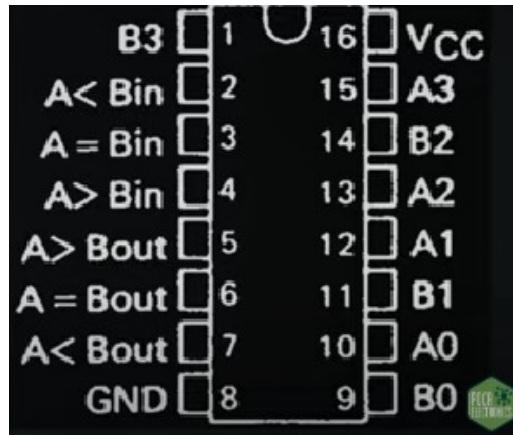 B3 1 16 VCC
A< Bin 2 15 A3
A = Bin 3 14 B2
A> Bin 4 13 A2
A> Bout 5 12 A1
A = Bout 6 11 B1
A< Bout 7 10 A0
GND 8 9 B0